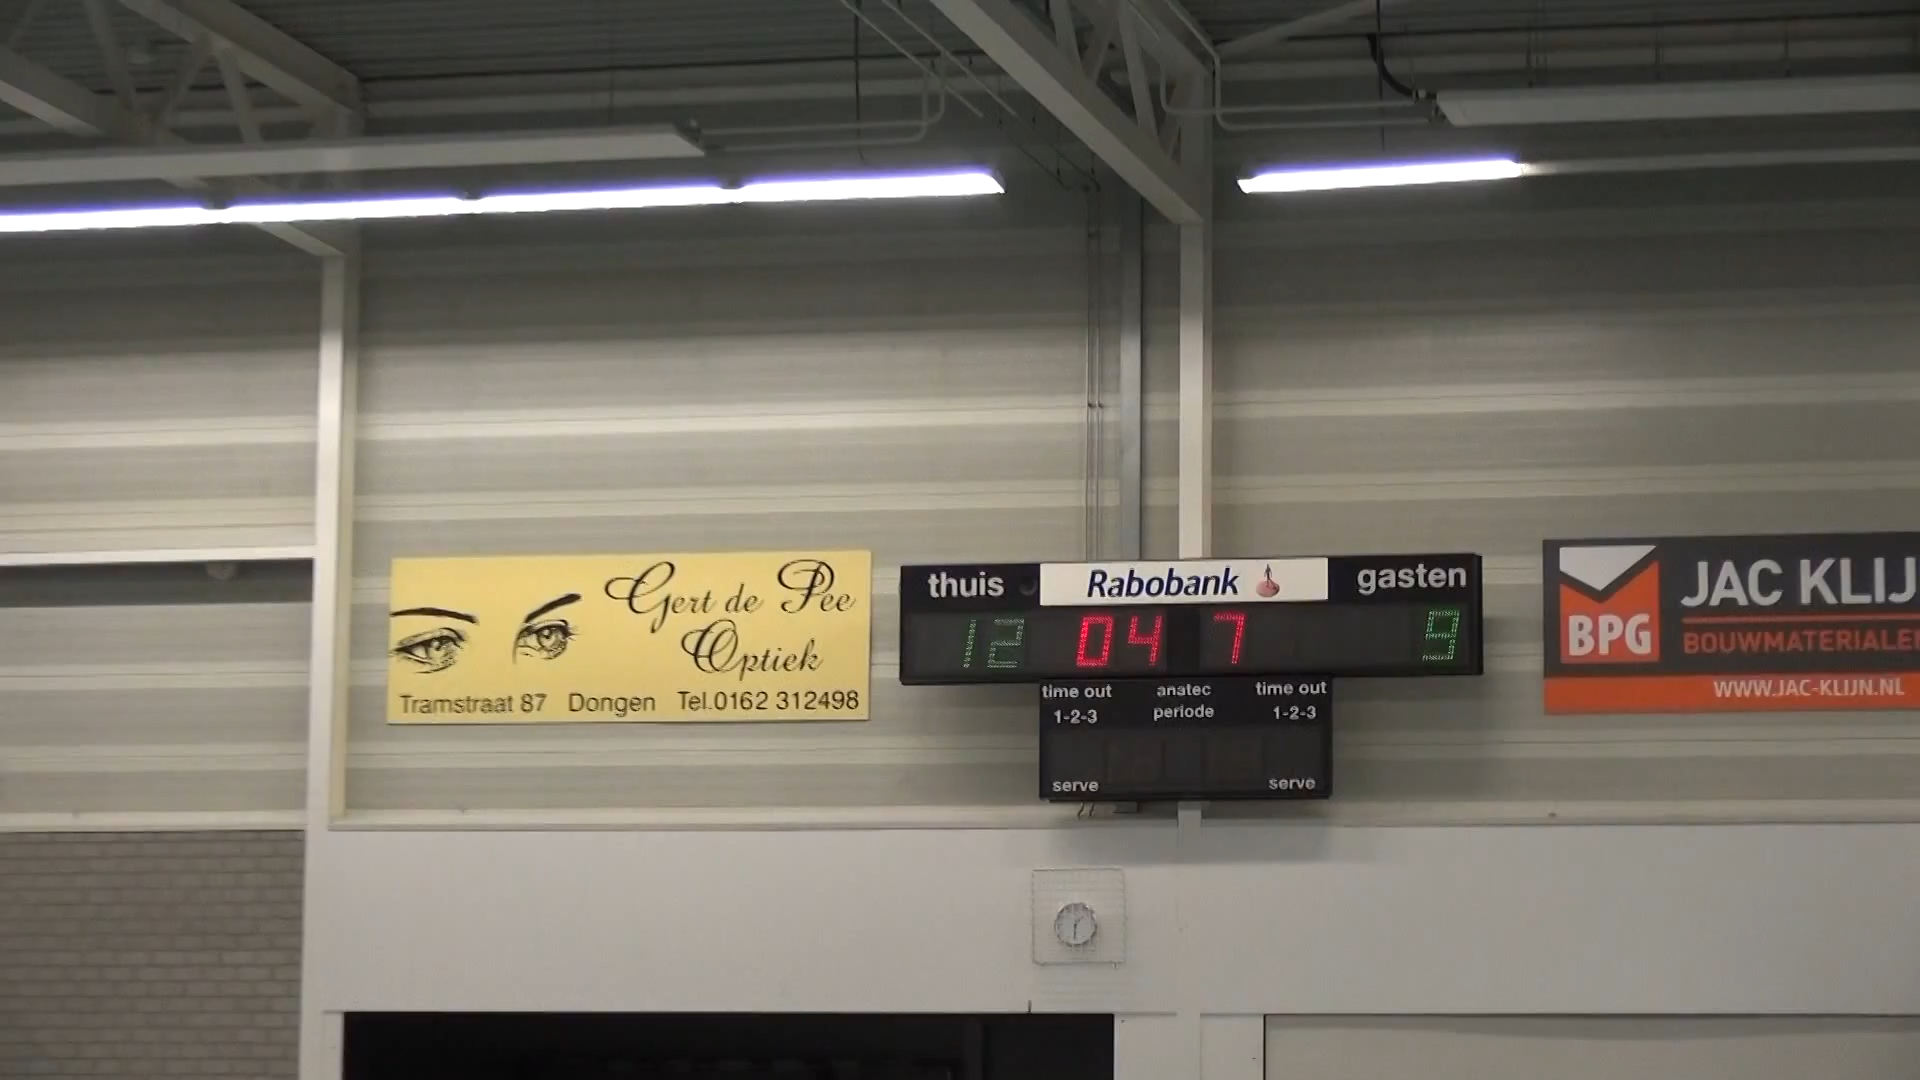 Gert de Pee
Optiek
Tramstraat 87 Dongen Tel.0162 312498
thuis Rabobank gasten
12 04 7 9
time out anatec time out
1-2-3 periode 1-2-3
serve serve
BPG
JAC KLIJ
BOUWMATERIALE
WWW.JAC-KLIJN.NL